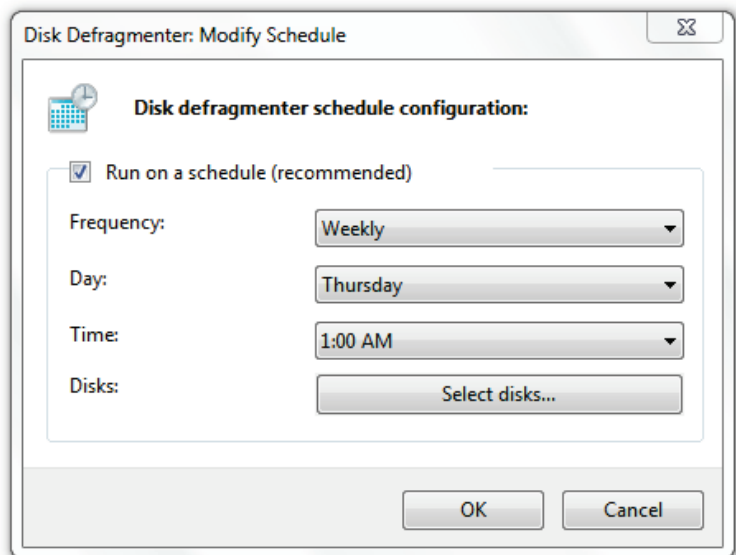 Disk Defragmenter: Modify Schedule
Disk defragmenter schedule configuration:
Run on a schedule (recommended)
Frequency: Weekly
Day: Thursday
Time: 1:00 AM
Disks: Select disks...
OK Cancel